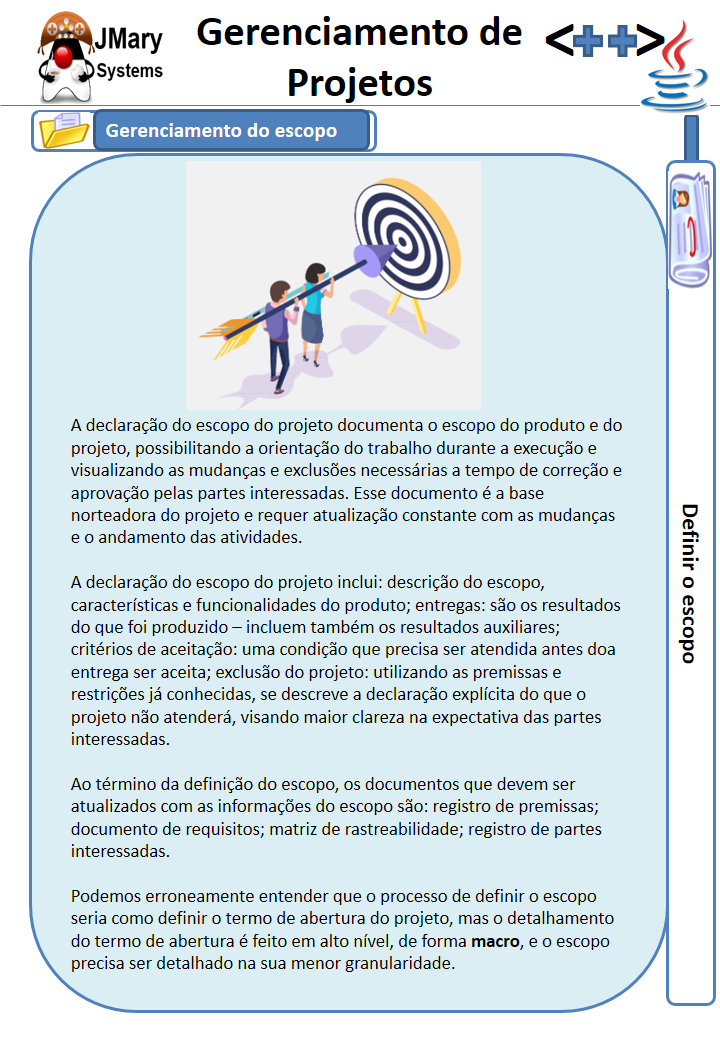 JMary
Systems
Gerenciamento de
Projetos
<++>
Gerenciamento do escopo
A declaração do escopo do projeto documenta o escopo do produto e do
projeto, possibilitando a orientação do trabalho durante a execução e
visualizando as mudanças e exclusões necessárias a tempo de correção e
aprovação pelas partes interessadas. Esse documento é a base
norteadora do projeto e requer atualização constante com as mudanças
e o andamento das atividades.
A declaração do escopo do projeto inclui: descrição do escopo,
características e funcionalidades do produto; entregas: são os resultados
do que foi produzido – incluem também os resultados auxiliares;
critérios de aceitação: uma condição que precisa ser atendida antes doa
entrega ser aceita; exclusão do projeto: utilizando as premissas e
restrições já conhecidas, se descreve a declaração explícita do que o
projeto não atenderá, visando maior clareza na expectativa das partes
interessadas.
Ao término da definição do escopo, os documentos que devem ser
atualizados com as informações do escopo são: registro de premissas;
documento de requisitos; matriz de rastreabilidade; registro de partes
interessadas.
Podemos erroneamente entender que o processo de definir o escopo
seria como definir o termo de abertura do projeto, mas o detalhamento
do termo de abertura é feito em alto nível, de forma macro, e o escopo
precisa ser detalhado na sua menor granularidade.
Definir o escopo